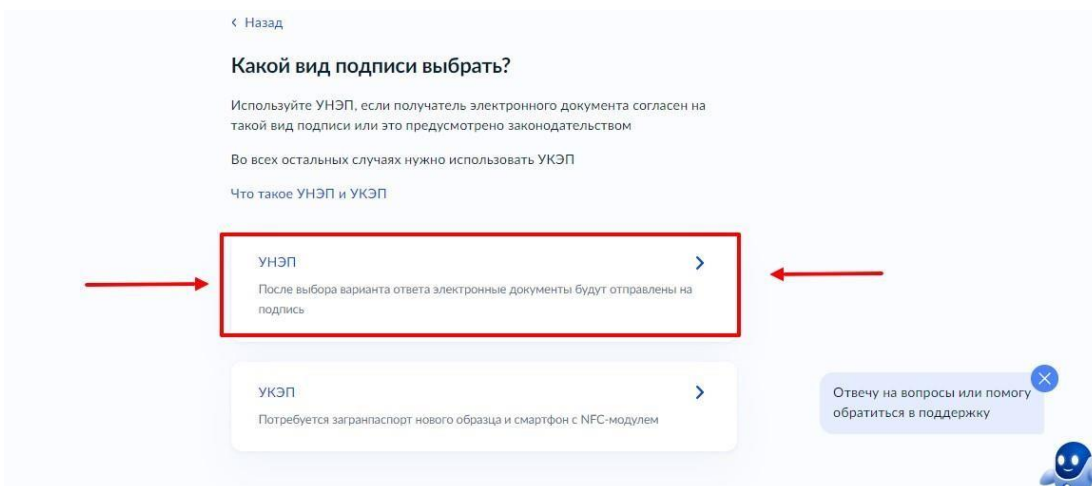 Назад
Какой вид подписи выбрать?
Используйте УНЭП, если получатель электронного документа согласен на
такой вид подписи или это предусмотрено законодательством
Во всех остальных случаях нужно использовать УКЭП
Что такое УНЭП и УКЭП
УНЭП
После выбора варианта ответа электронные документы будут отправлены на
подпись
УКЭП
Потребуется загранпаспорт нового образца и смартфон с NFC-модулем
Отвечу на вопросы или помогу
обратиться в поддержку